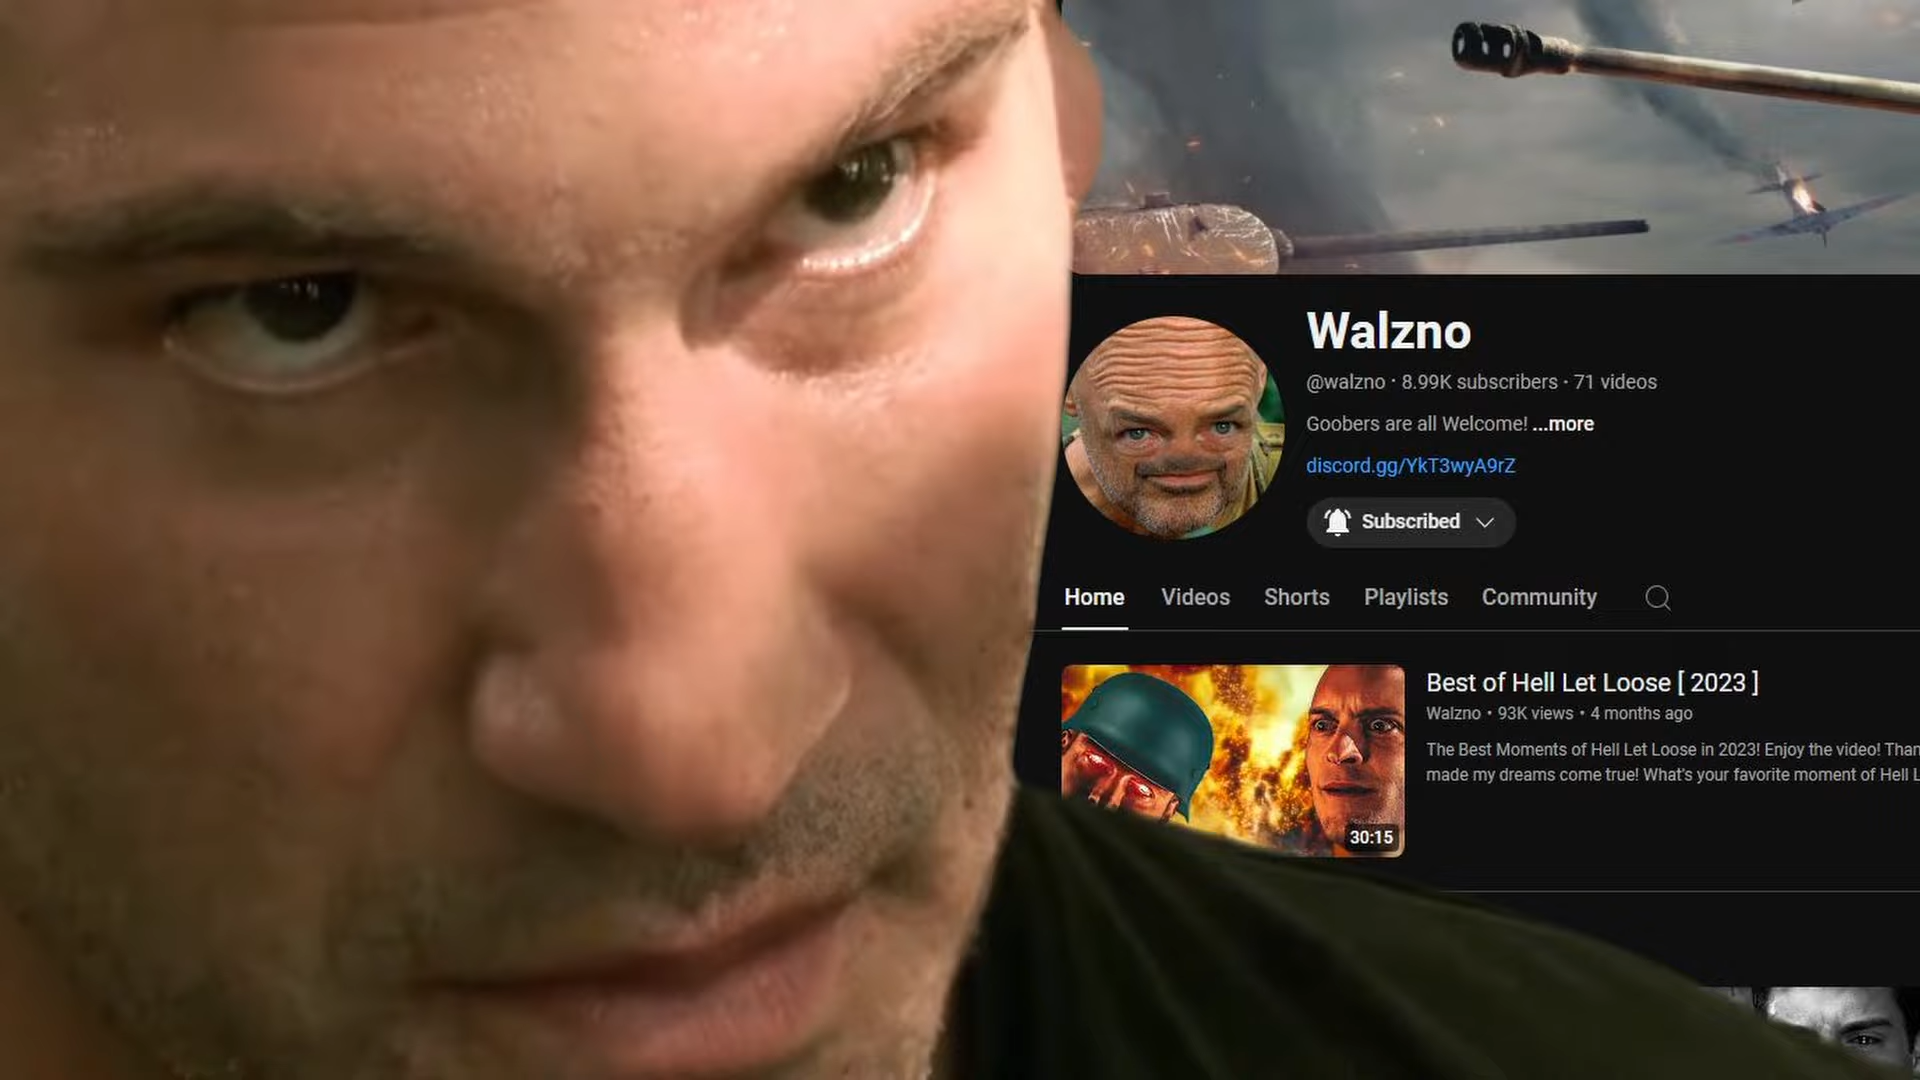 Walzno
@walzno · 8.99K subscribers · 71 videos
Goobers are all Welcome! ...more
discord.gg/YkT3wyA9rZ
Subscribed
Home Videos Shorts Playlists Community
Best of Hell Let Loose [ 2023 ]
Walzno • 93K views • 4 months ago
The Best Moments of Hell Let Loose in 2023! Enjoy the video!
made my dreams come true! What's your favorite moment of Hell
30:15